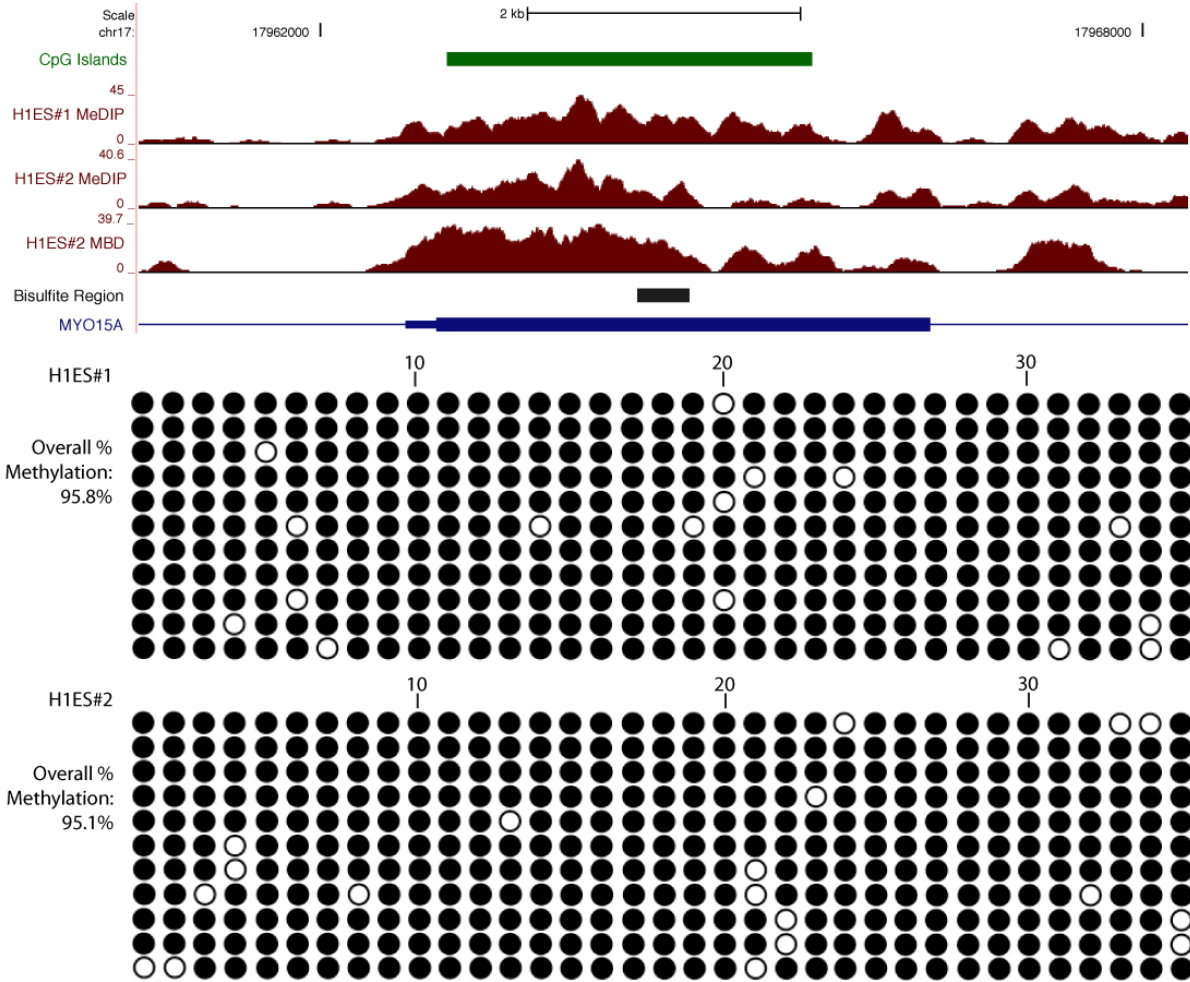 Scale
2 kb
chr17:
17962000
17968000
CpG Islands
45
H1ES#1 MeDIP
0
40.6
H1ES#2 MeDIP
0
39.7
H1ES#2 MBD
0
Bisulfite Region
MYO15A
10 20 30
H1ES#1
Overall %
Methylation:
95.8%
10 20 30
H1ES#2
Overall %
Methylation:
95.1%